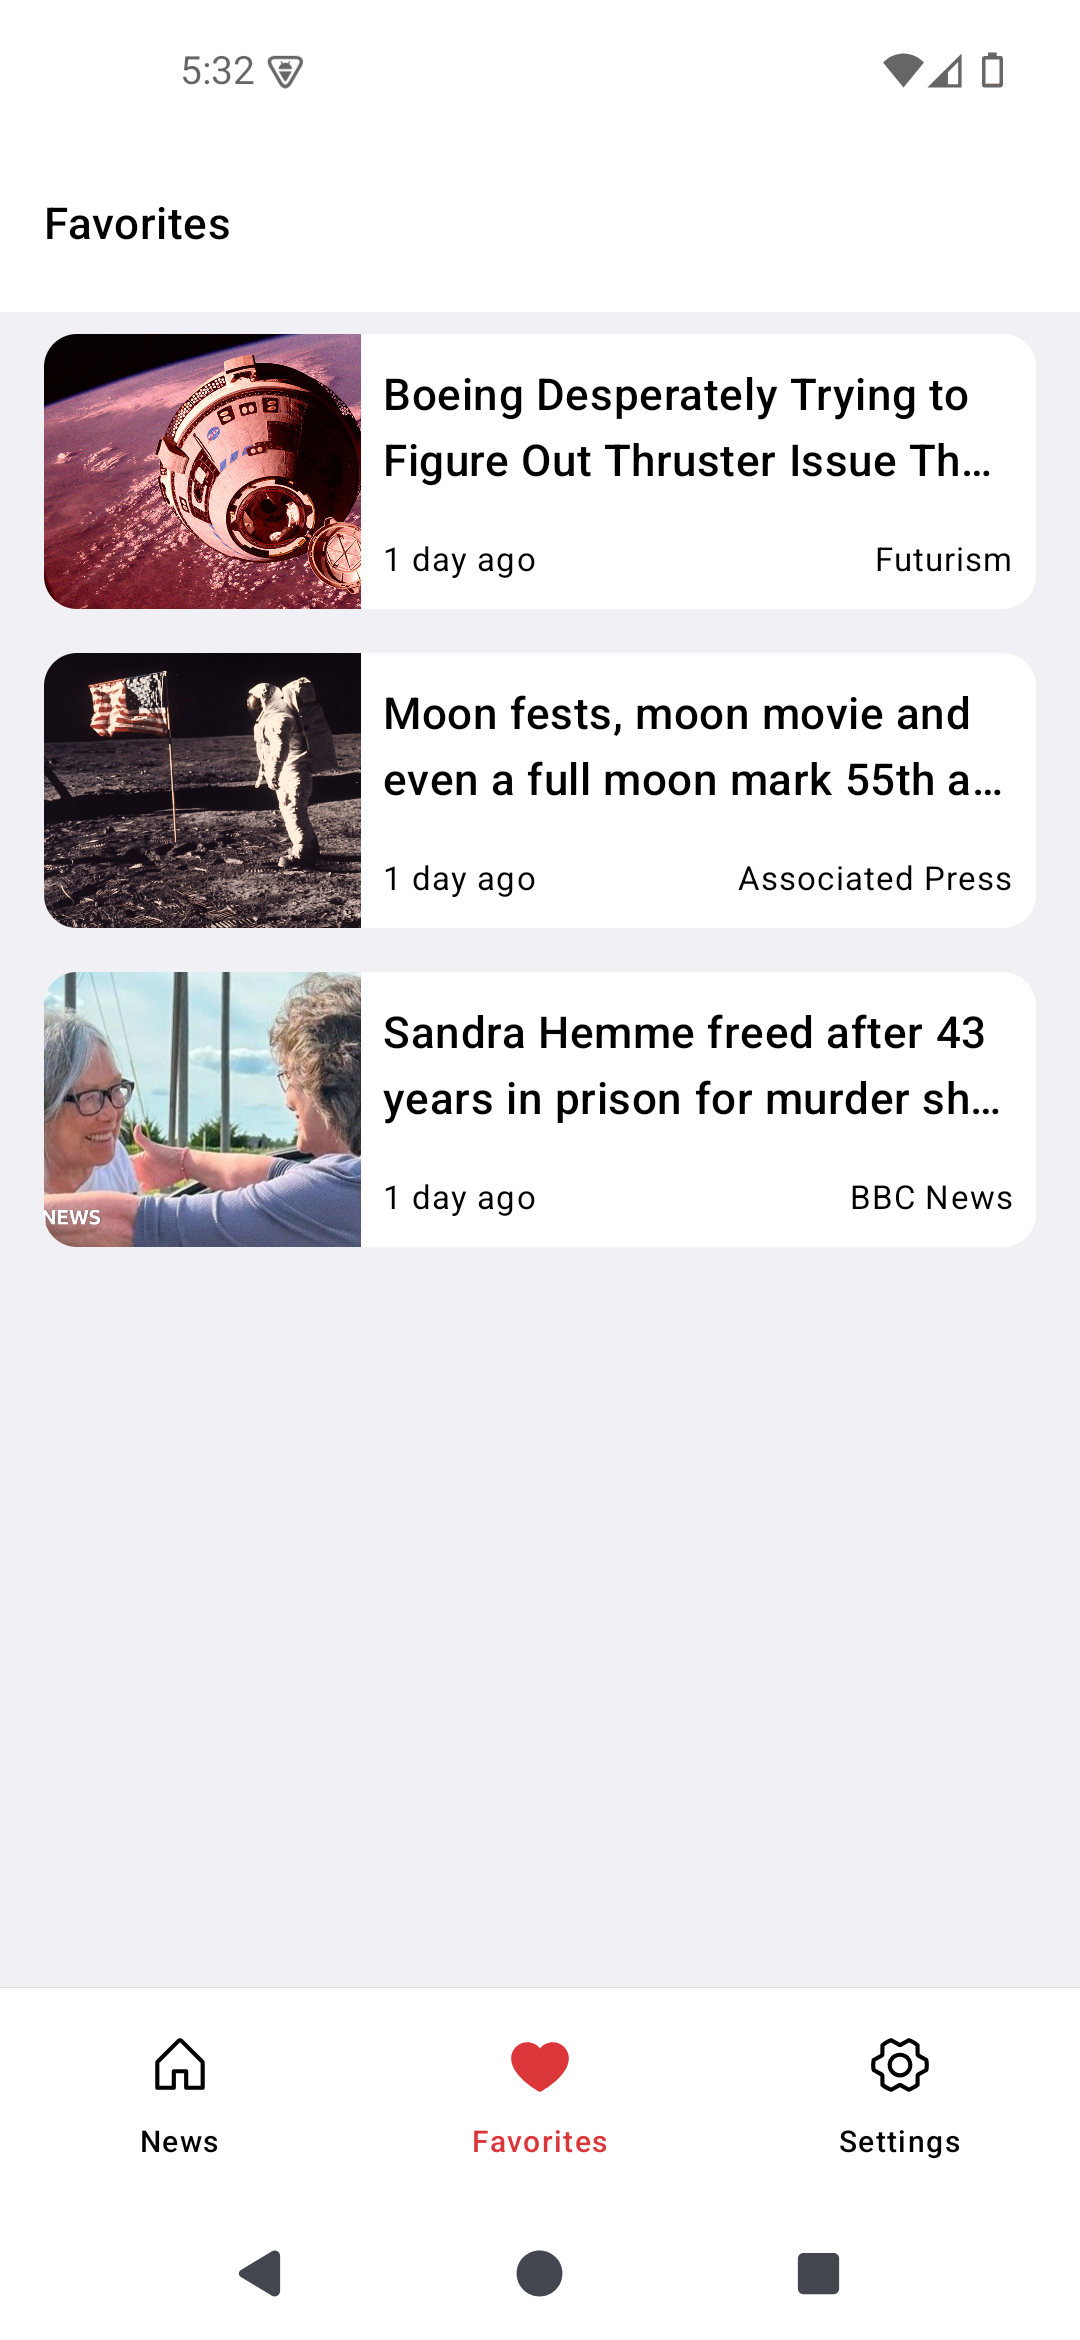 5:32
Favorites
Boeing Desperately Trying to
Figure Out Thruster Issue Th...
1 day ago
Futurism
Moon fests, moon movie and
even a full moon mark 55th a...
1 day ago
Associated Press
Sandra Hemme freed after 43
years in prison for murder sh...
1 day ago
BBC News
NEWS
News
Favorites
Settings